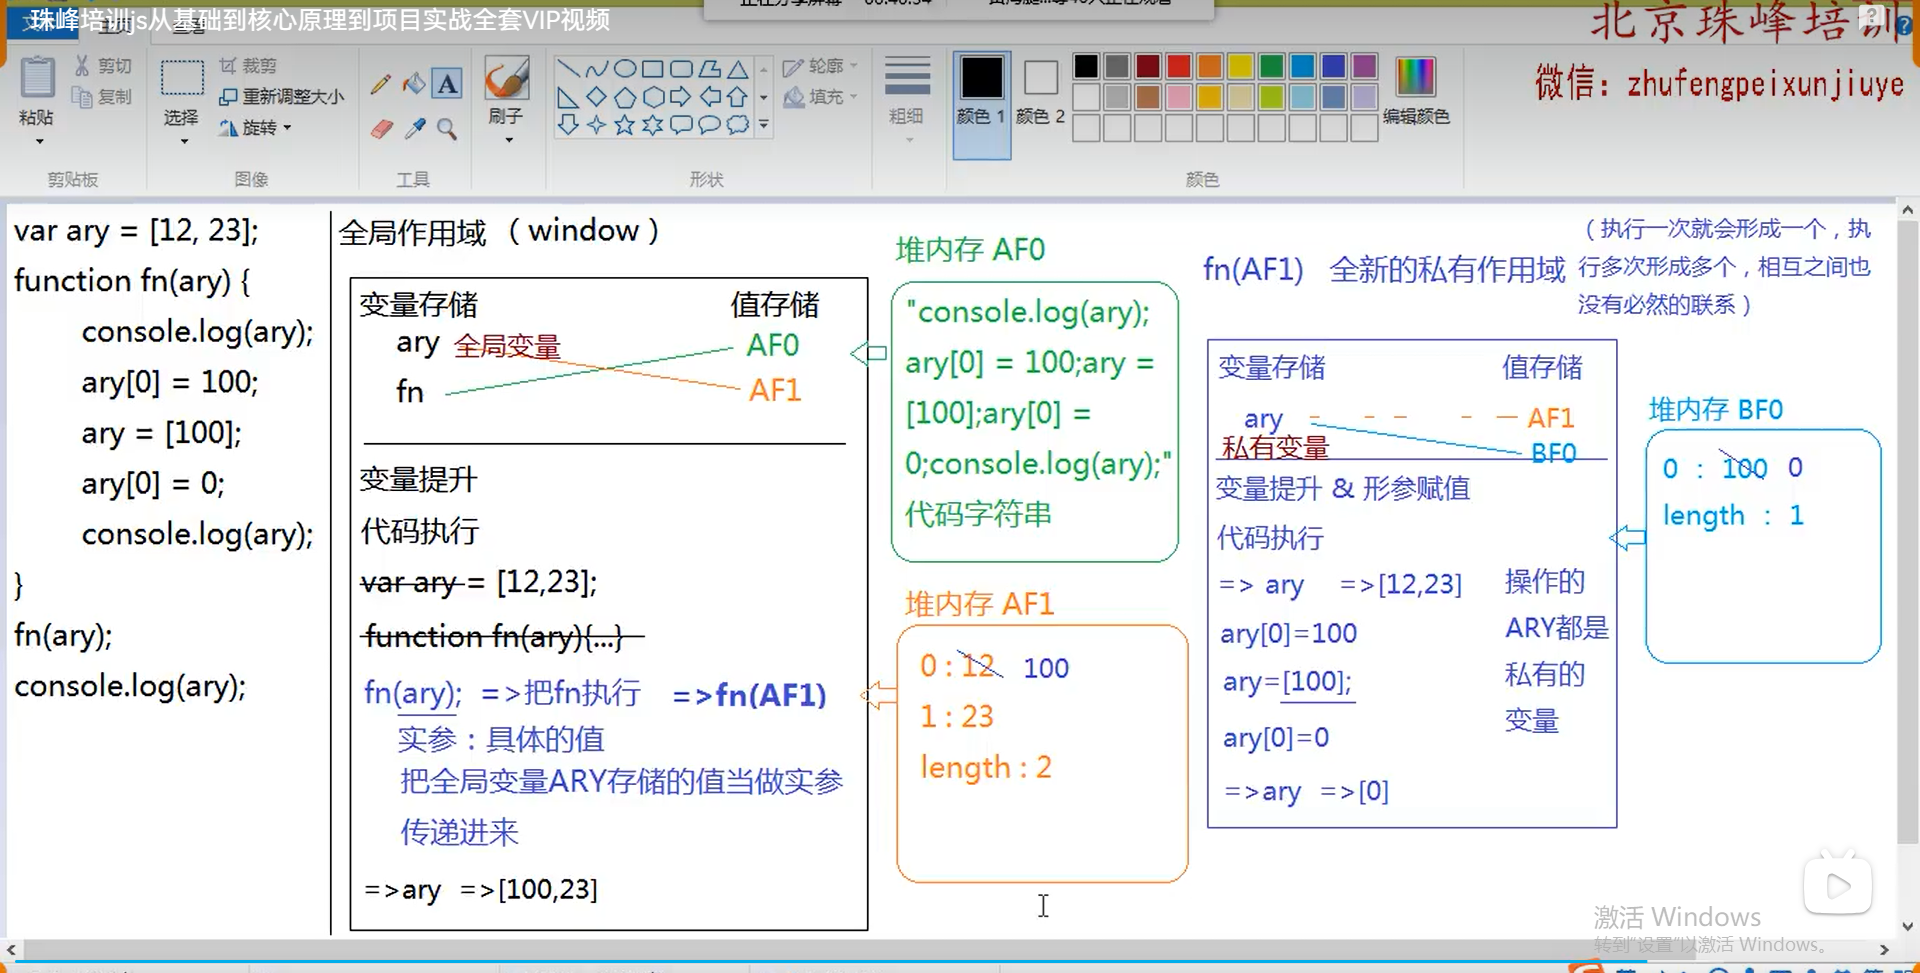 珠峰培训js从基础到核心原理到项目实战全套VIP视频
北京珠峰培训
微信：zhufengpeixunjiuye
粘贴
剪切
复制
剪贴板
选择
裁剪
重新调整大小
旋转
图像
工具
刷子
形状
轮廓
填充
粗细
颜色 1
颜色 2
编辑颜色
颜色
var ary = [12, 23];
function fn(ary) {
console.log(ary);
ary[0] = 100;
ary = [100];
ary[0] = 0;
console.log(ary);
}
fn(ary);
console.log(ary);
全局作用域 （window）
变量存储 值存储
ary 全局变量 AF0
fn AF1
变量提升
代码执行
var ary = [12,23];
function fn(ary){...}
fn(ary); =>把fn执行 =>fn(AF1)
实参：具体的值
把全局变量ARY存储的值当做实参
传递进来
=>ary =>[100,23]
堆内存 AF0
"console.log(ary);
ary[0] = 100;ary =
[100];ary[0] =
0;console.log(ary);"
代码字符串
堆内存 AF1
0 : 12 100
1 : 23
length : 2
fn(AF1) 全新的私有作用域
（执行一次就会形成一个，执
行多次形成多个，相互之间也
没有必然的联系）
变量存储 值存储
ary AF1
私有变量 BF0
变量提升 & 形参赋值
代码执行
=> ary =>[12,23]
ary[0]=100
ary=[100];
ary[0]=0
=>ary =>[0]
操作的
ARY都是
私有的
变量
堆内存 BF0
0 : 100 0
length : 1
激活 Windows
转到"设置"以激活 Windows。